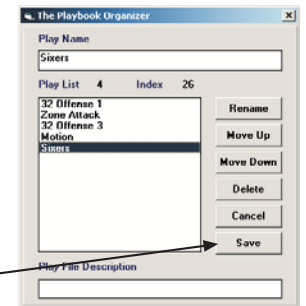 The Playbook Organizer
Play Name
Sixers
Play List 4 Index 26
32 Offense 1
Zone Attack
32 Offense 3
Motion
Sixers
Rename
Move Up
Move Down
Delete
Cancel
Save
Play File Description